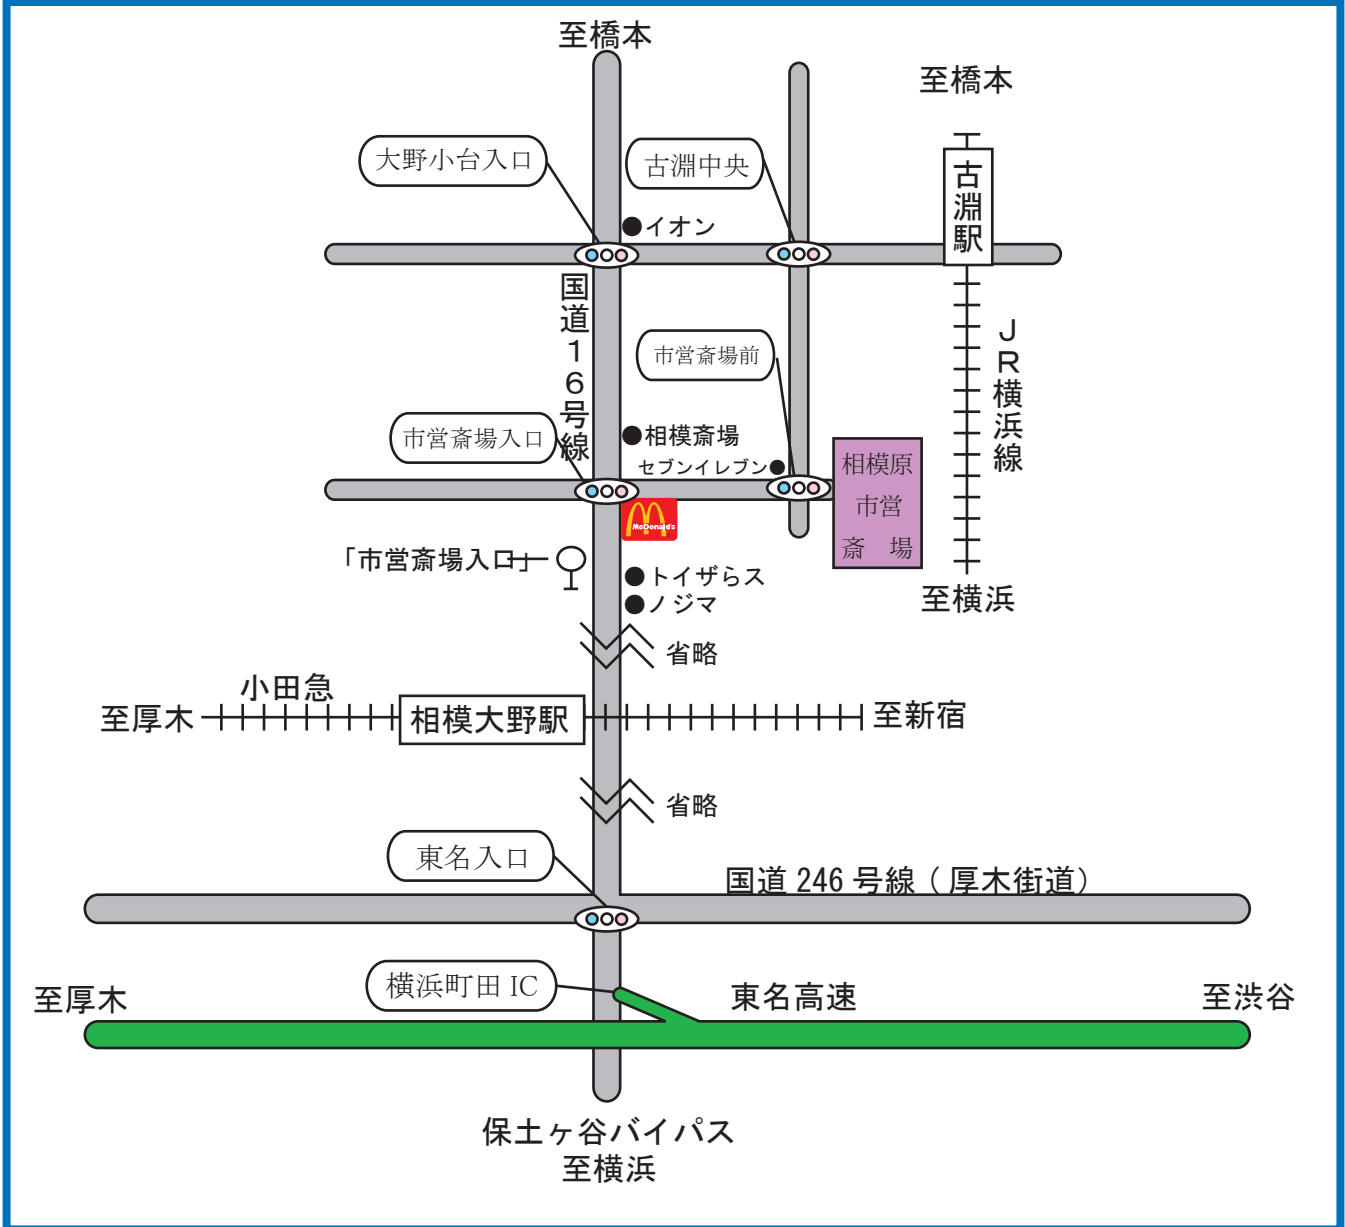 至橋本
至橋本
大野小台入口
古淵中央
古淵駅
●イオン
国道16号線
JR横浜線
市営斎場前
市営斎場入口
●相模斎場
セブンイレブン●
相模原
市営
斎 場
McDonald's
「市営斎場入口」
●トイザらス
●ノジマ
至横浜
省略
小田急
至厚木
相模大野駅
至新宿
省略
東名入口
国道 246 号線（厚木街道）
横浜町田 IC
至厚木
東名高速
至渋谷
保土ヶ谷バイパス
至横浜